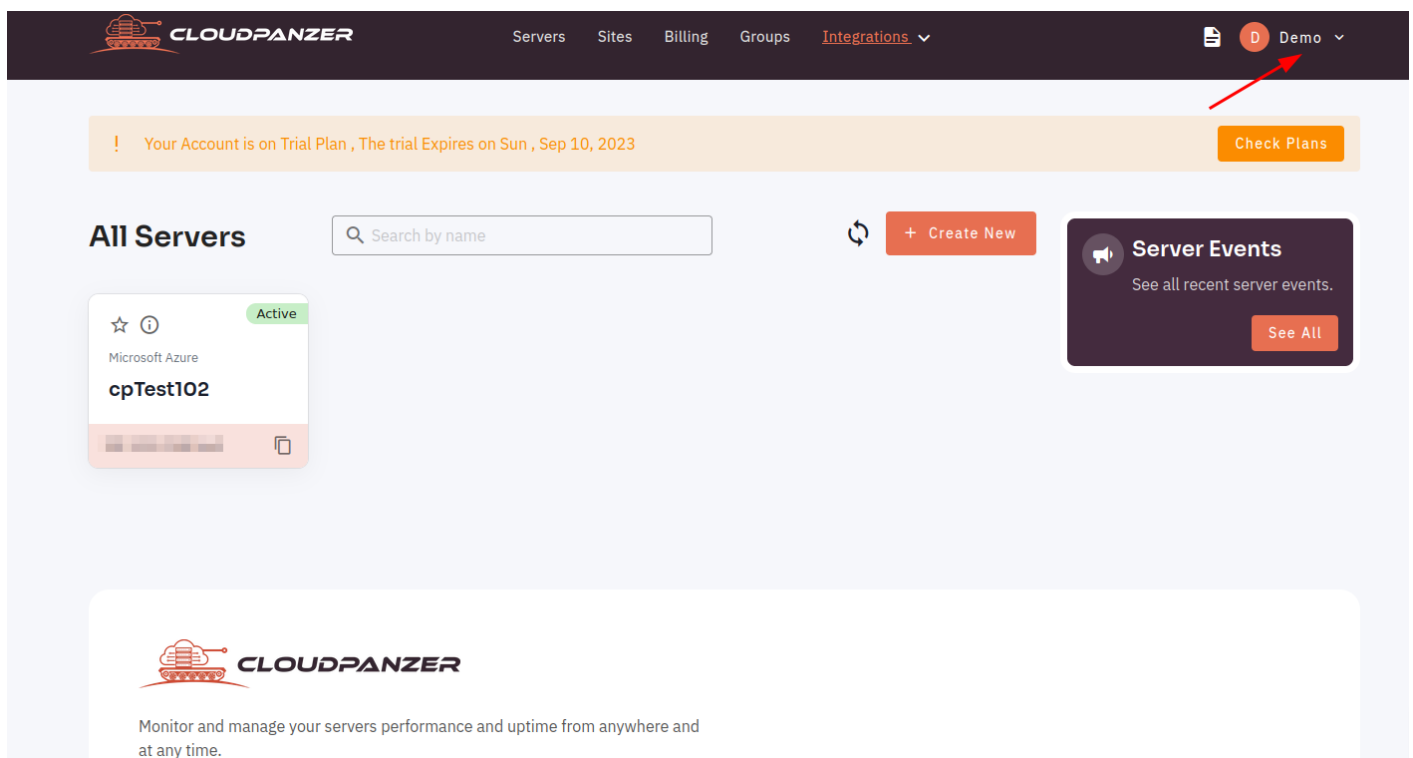 CLOUDPANZER
Servers Sites Billing Groups Integrations
D Demo
! Your Account is on Trial Plan , The trial Expires on Sun , Sep 10, 2023
Check Plans
All Servers
Search by name
+ Create New
Server Events
See all recent server events.
See All
Active
Microsoft Azure
cpTest102
CLOUDPANZER
Monitor and manage your servers performance and uptime from anywhere and
at any time.